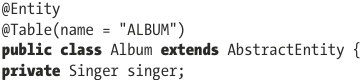 @Entity
@Table(name = "ALBUM")
public class Album extends AbstractEntity {
private Singer singer;